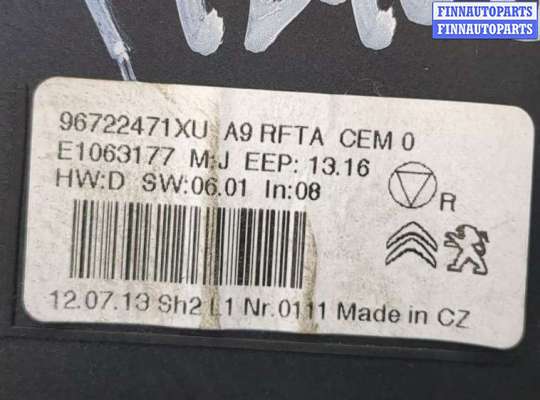 FINNAUTOPARTS
FINNAUTOPARTS
96722471XU A9 RFTA CEM 0
E1063177 M:J EEP: 13.16
HW:D SW:06.01 In:08
R
12.07.13 Sh2 L1 Nr.0111 Made in CZ